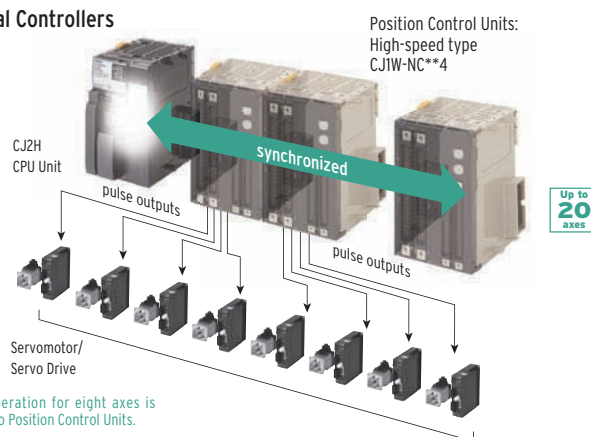 al Controllers
Position Control Units:
High-speed type
CJ1W-NC**4
CJ2H
CPU Unit
synchronized
Up to
20
axes
pulse outputs
pulse outputs
Servomotor/
Servo Drive
eration for eight axes is
o Position Control Units.